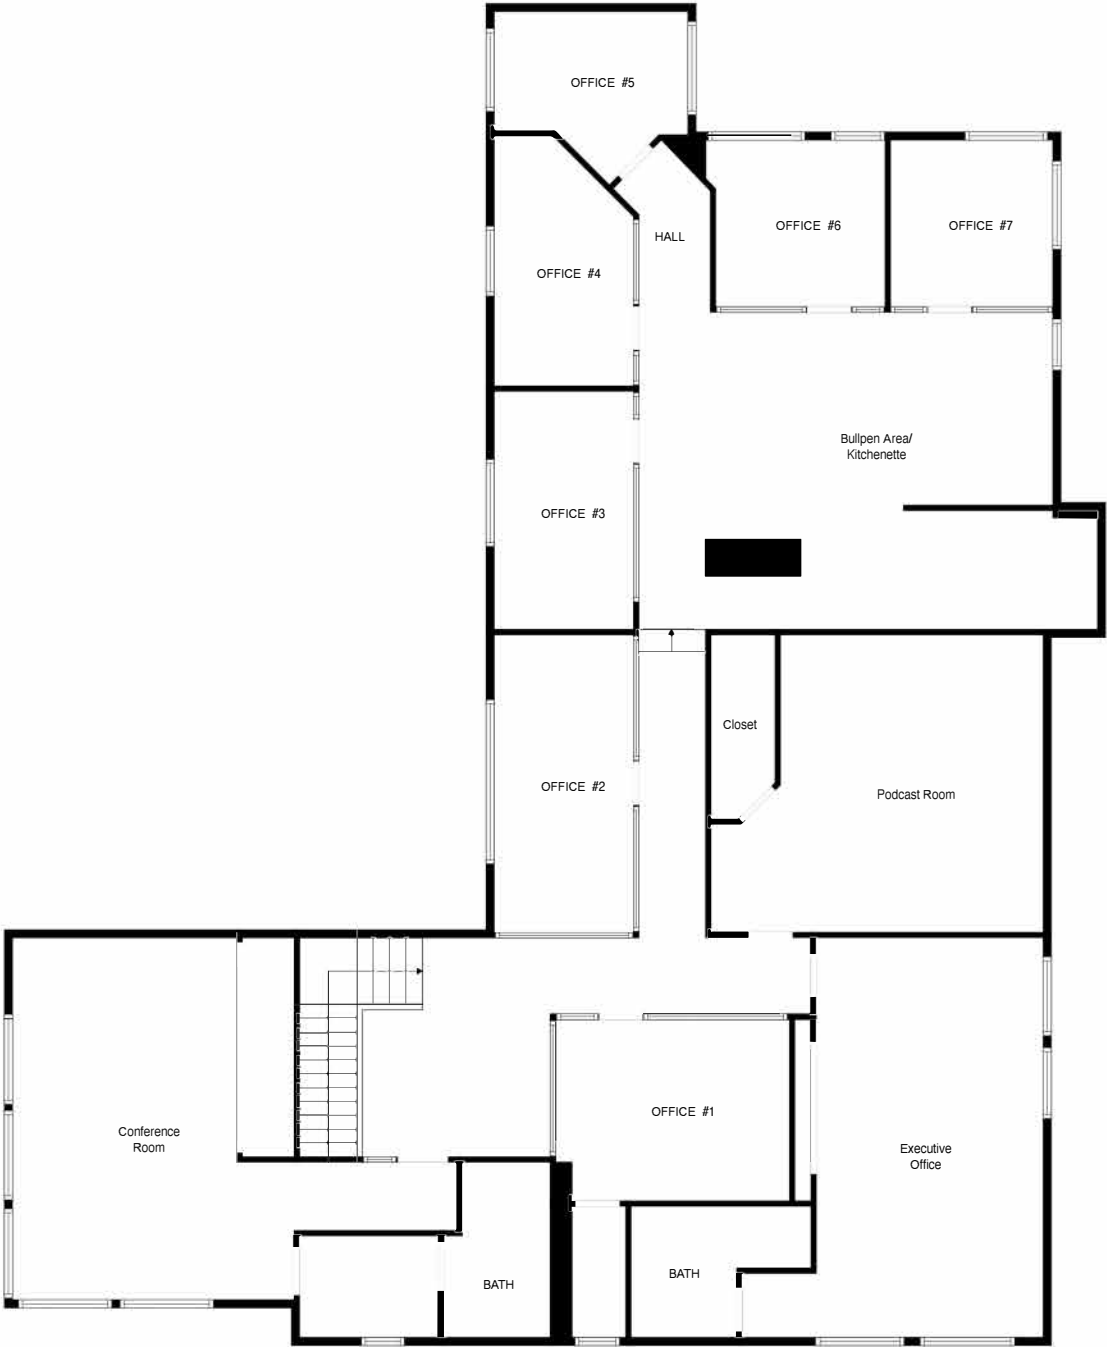 OFFICE #5
OFFICE #6
OFFICE #7
HALL
OFFICE #4
Bullpen Area/
Kitchenette
OFFICE #3
Closet
OFFICE #2
Podcast Room
OFFICE #1
Conference
Room
Executive
Office
BATH
BATH